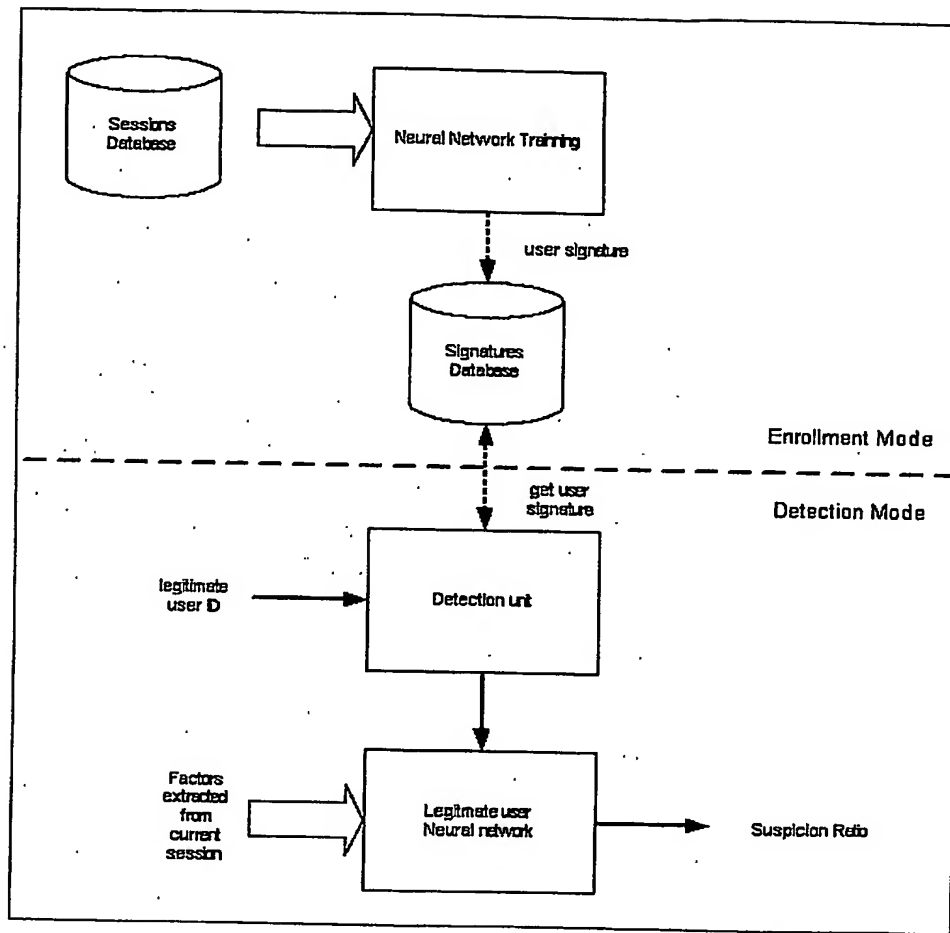 Sessions
Database
Neural Network Training
user signature
Signatures
Database
Enrollment Mode
get user
signature
Detection Mode
legitimate
user ID
Detection unit
Factors
extracted
from
current
session
Legitimate user
Neural network
Suspicion Ratio